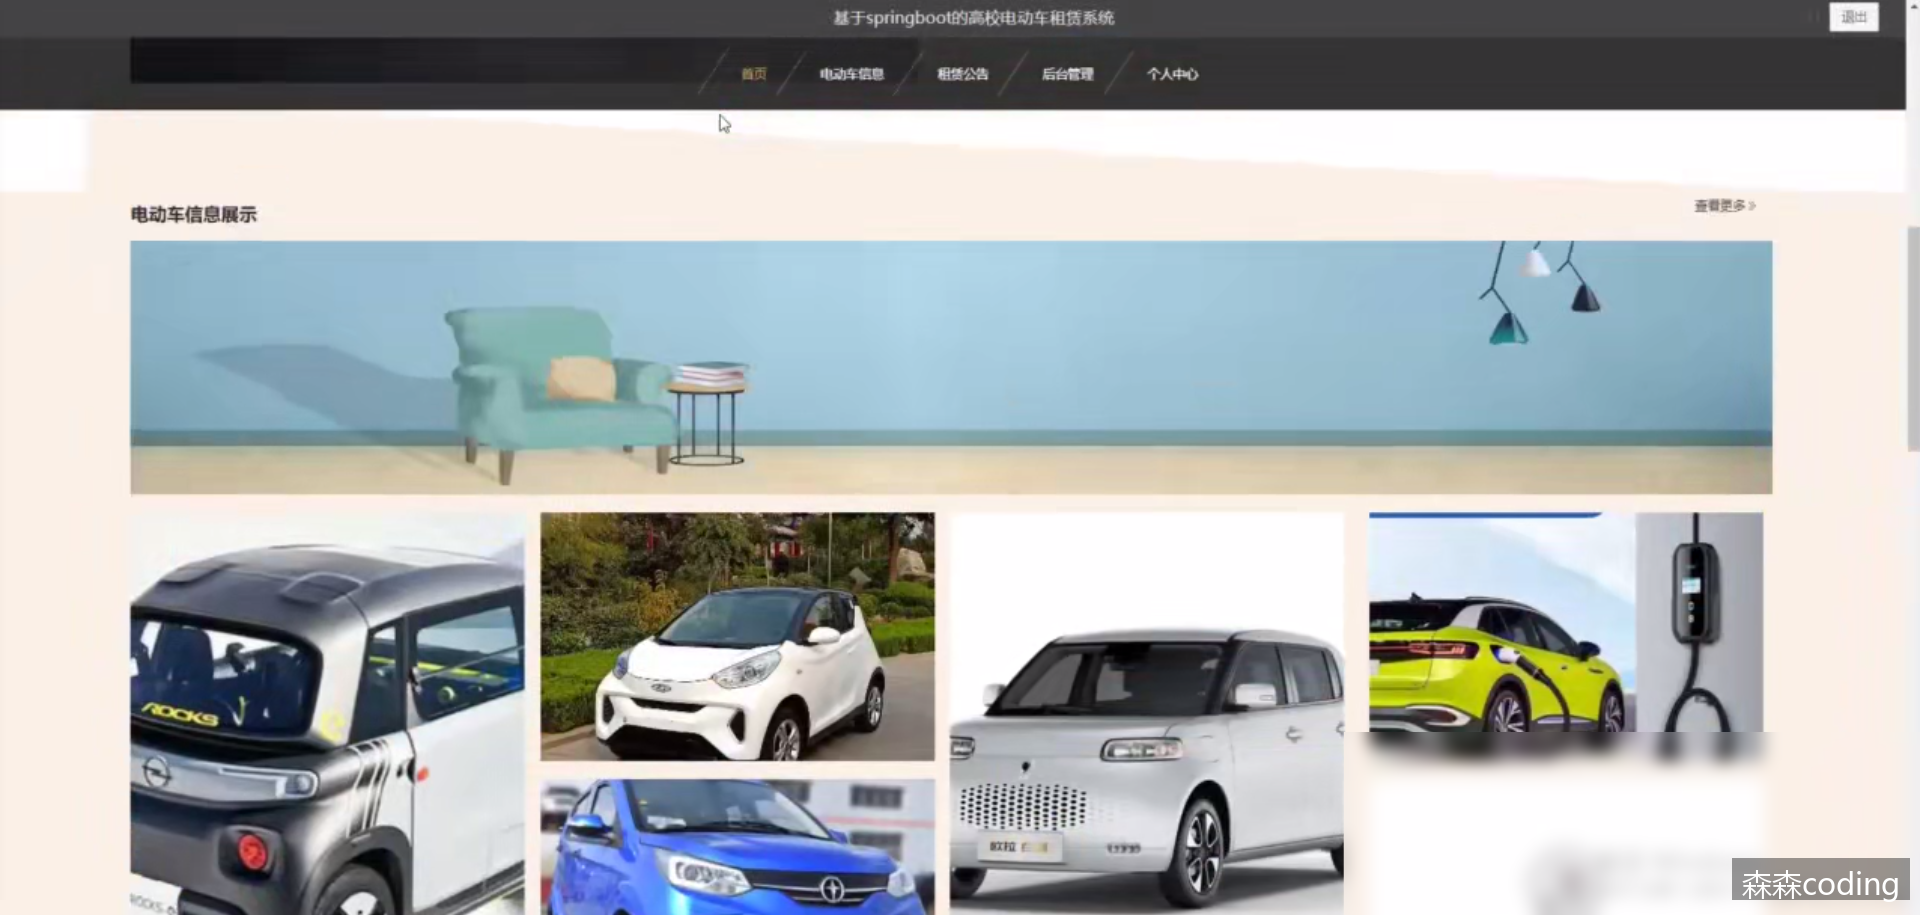 基于springboot的高校电动车租赁系统
退出
首页
电动车信息
租赁公告
后台管理
个人中心
电动车信息展示
查看更多
ROCKS
欧拉
森森coding